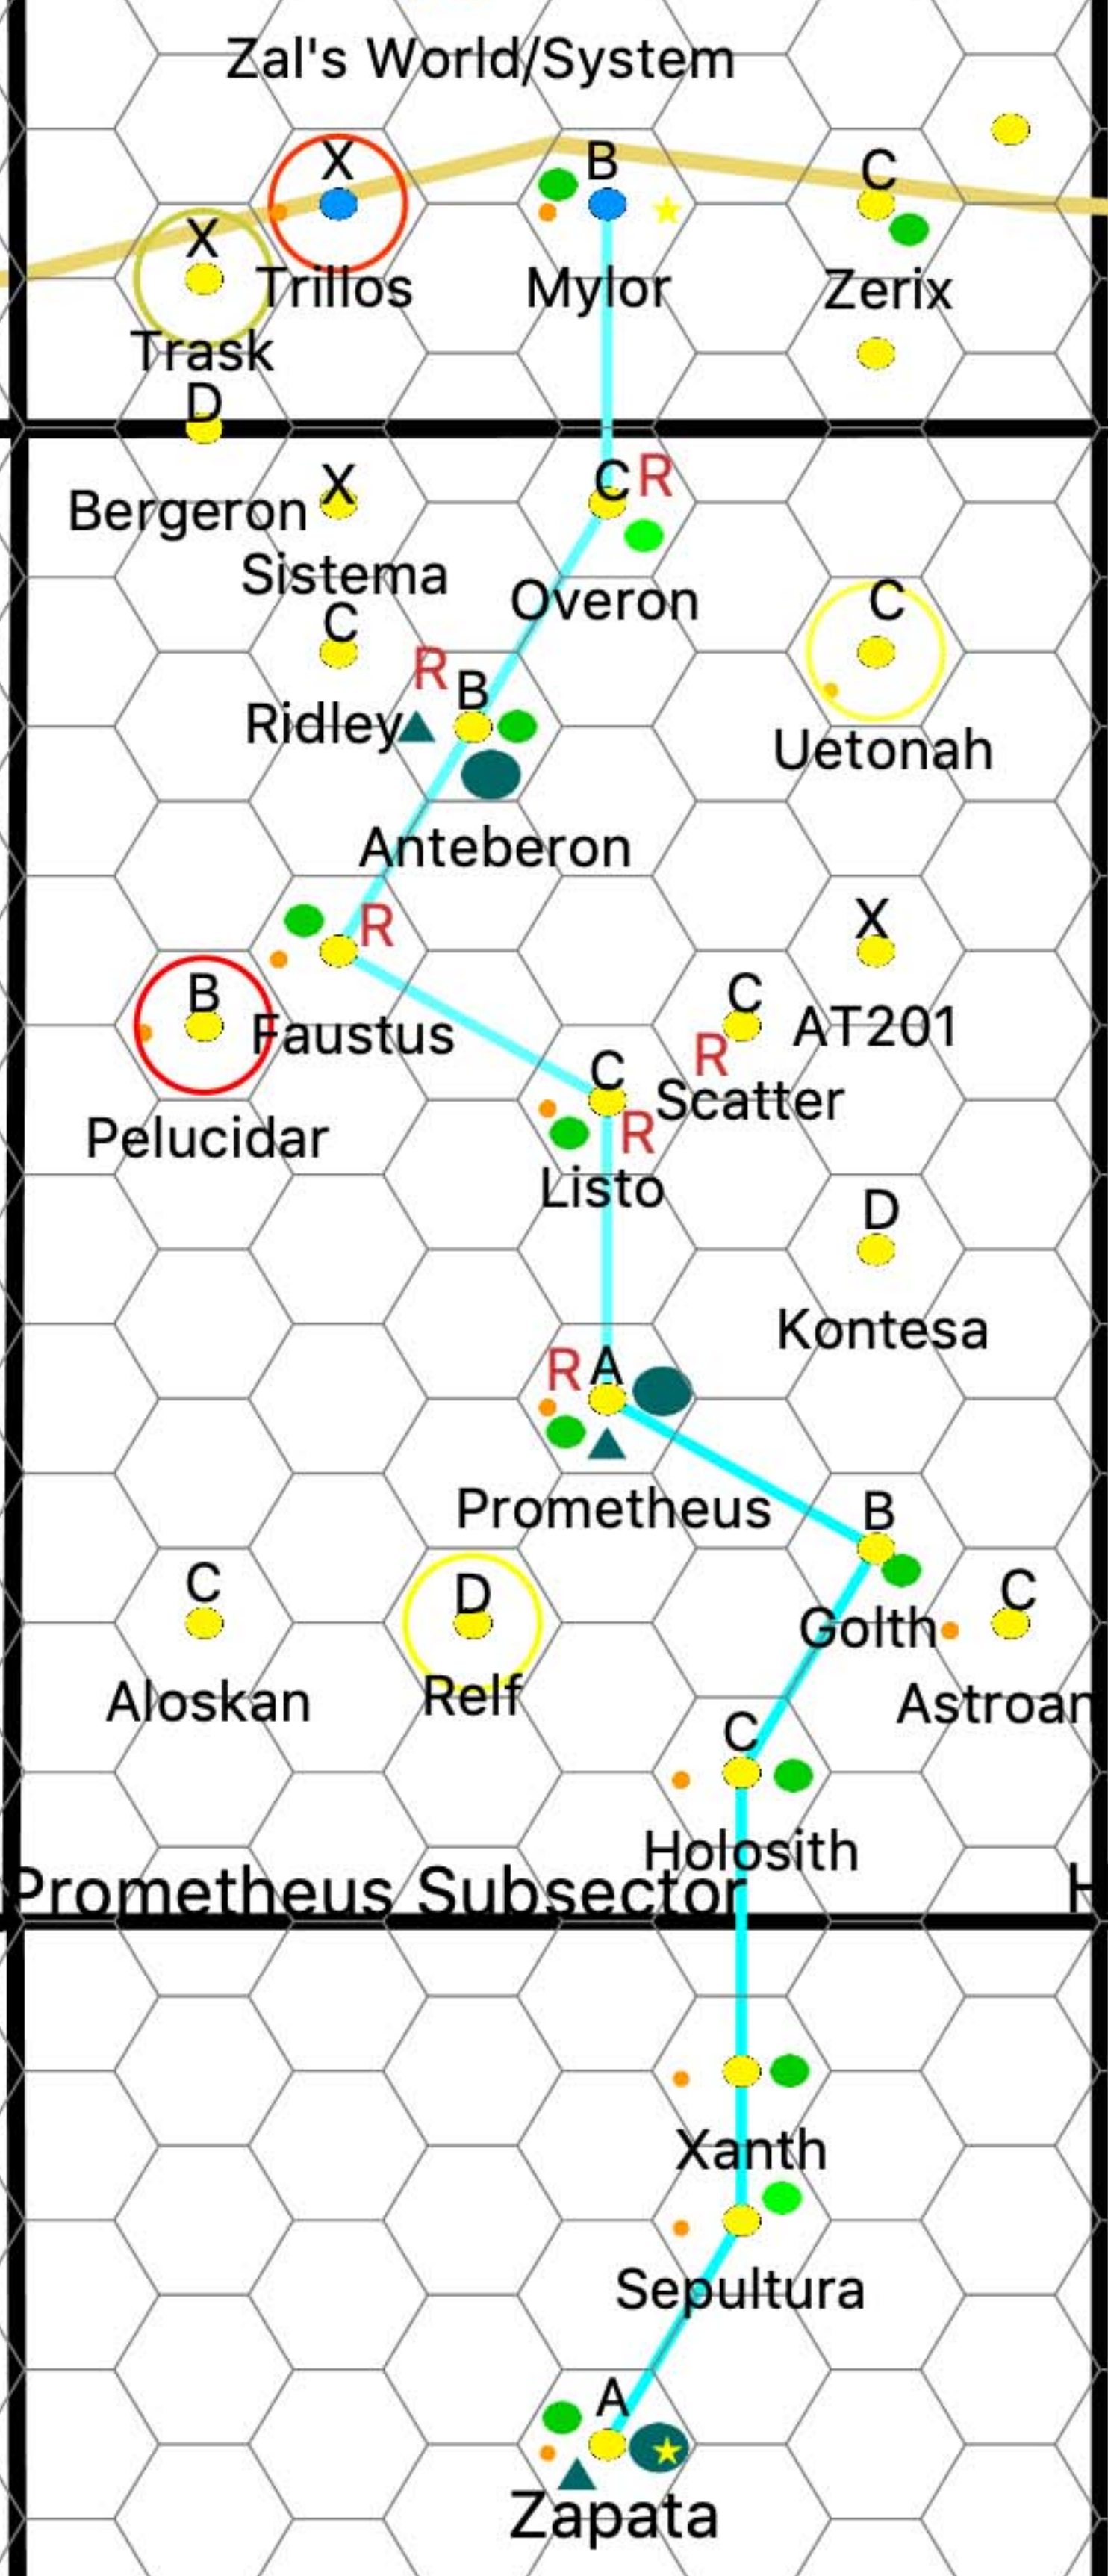 Zal's World/System
X
B
C
X
Trillos
Mylor
Zerix
Trask
D
C R
X
Bergeron
Sistema
C
Overon
C
R
B
Ridley
Uetonah
Anteberon
X
R
B
C
Faustus
AT201
R
C
Scatter
Pelucidar
R
Listo
D
Kontesa
R A
Prometheus
B
C
D
C
Golth
Aloskan
Relf
Astroan
C
Holosith
Prometheus Subsector
H
Xanth
Sepultura
A
Zapata